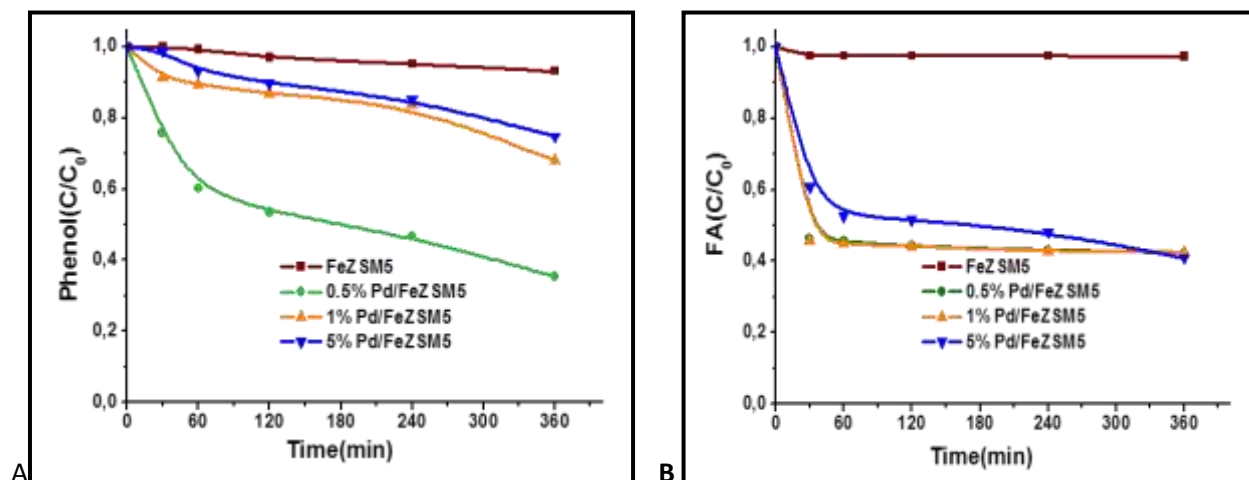 Phenol(C/C0)
1,0
0,8
0,6
0,4
0,2
0,0
FeZSM5
0.5% Pd/FeZSM5
1% Pd/FeZSM5
5% Pd/FeZSM5
0 60 120 180 240 300 360
Time(min)
A
FA(C/C0)
1,0
0,8
0,6
0,4
0,2
0,0
FeZSM5
0.5% Pd/FeZSM5
1% Pd/FeZSM5
5% Pd/FeZSM5
0 60 120 180 240 300 360
Time(min)
B